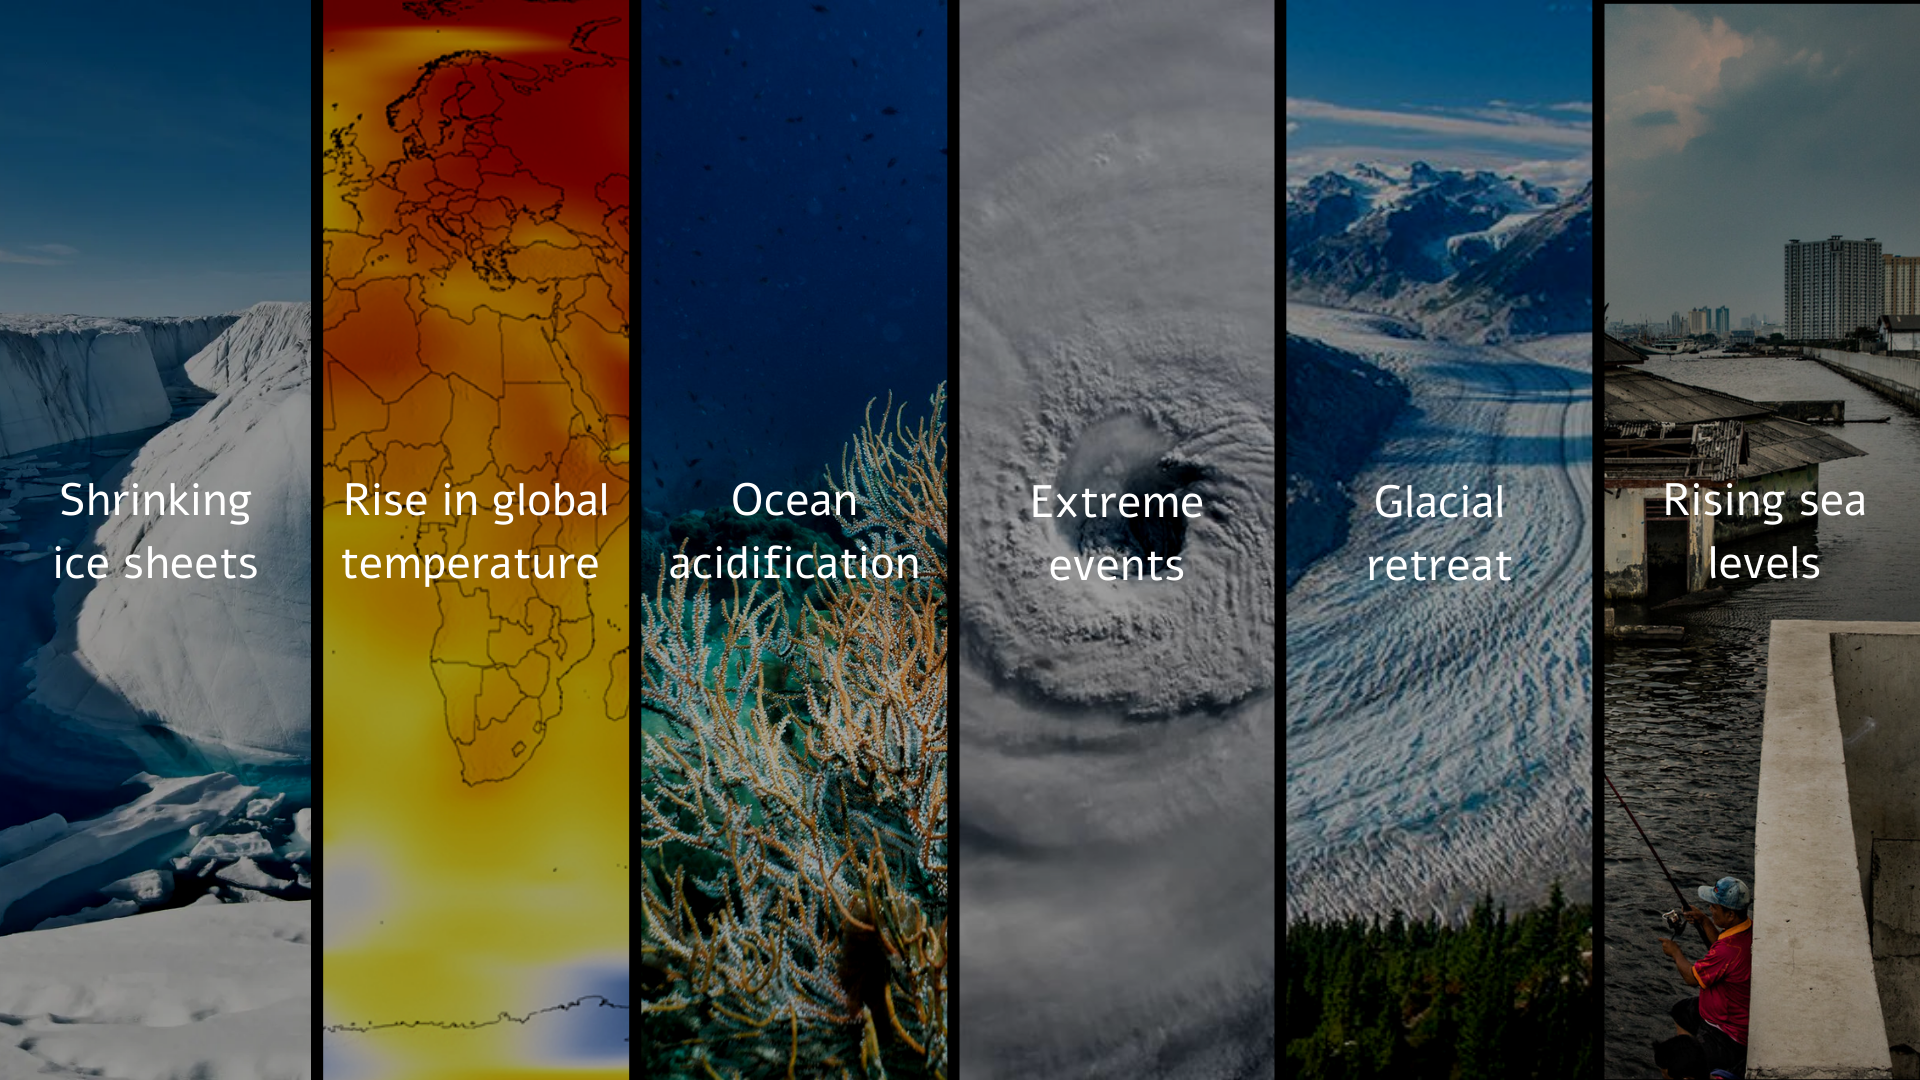 Shrinking
ice sheets
Rise in global
temperature
Ocean
acidification
Extreme
events
Glacial
retreat
Rising sea
levels